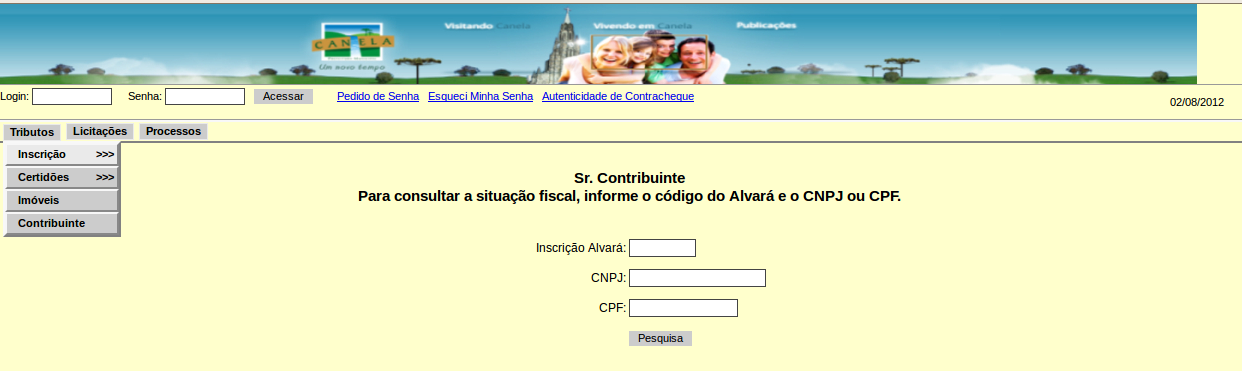 Visitando Canela
Vivendo em Canela
Publicações
CANELA
Um novo tempo
Login:
Senha:
Acessar
Pedido de Senha
Esqueci Minha Senha
Autenticidade de Contracheque
02/08/2012
Tributos
Licitações
Processos
Inscrição >>>
Certidões >>>
Imóveis
Contribuinte
Sr. Contribuinte
Para consultar a situação fiscal, informe o código do Alvará e o CNPJ ou CPF.
Inscrição Alvará:
CNPJ:
CPF:
Pesquisa